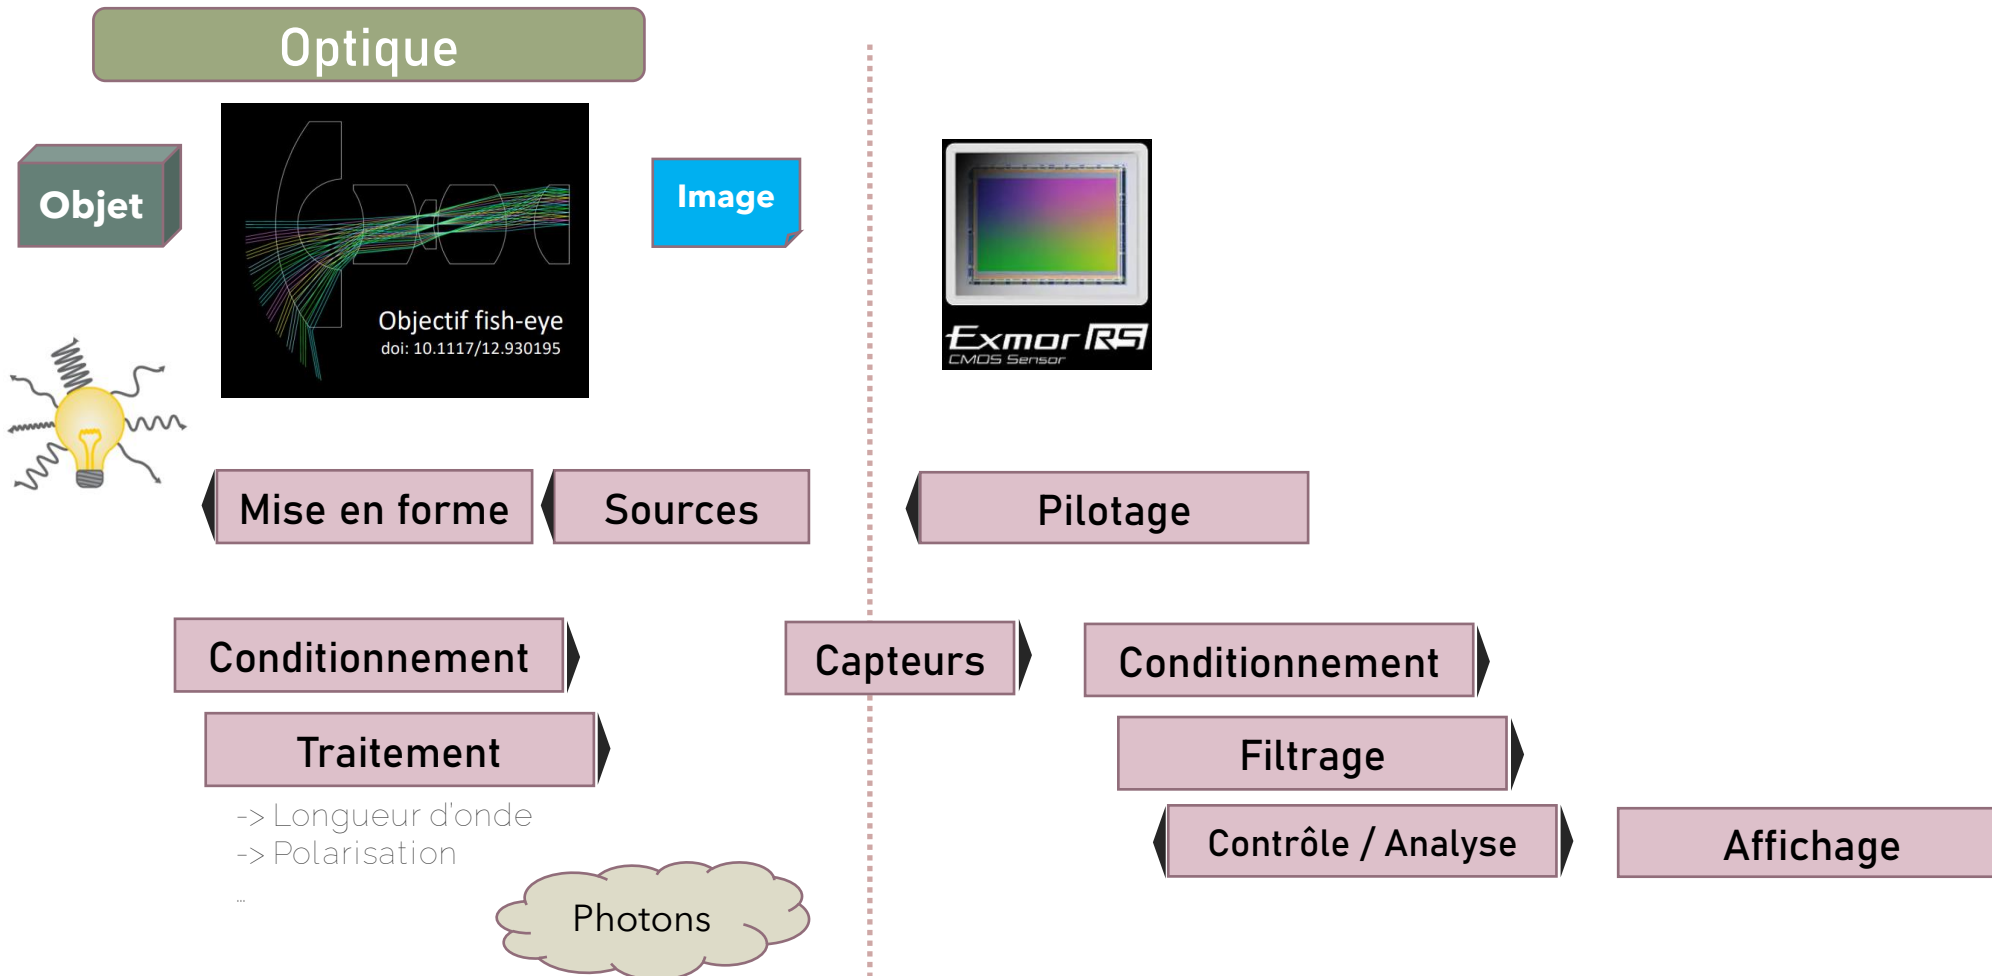 Optique
Objet
Objectif fish-eye
doi: 10.1117/12.930195
Image
Exmor RS
CMOS Sensor
Mise en forme
Sources
Pilotage
Conditionnement
Capteurs
Conditionnement
Traitement
Filtrage
-> Longueur d'onde
-> Polarisation
...
Contrôle / Analyse
Affichage
Photons